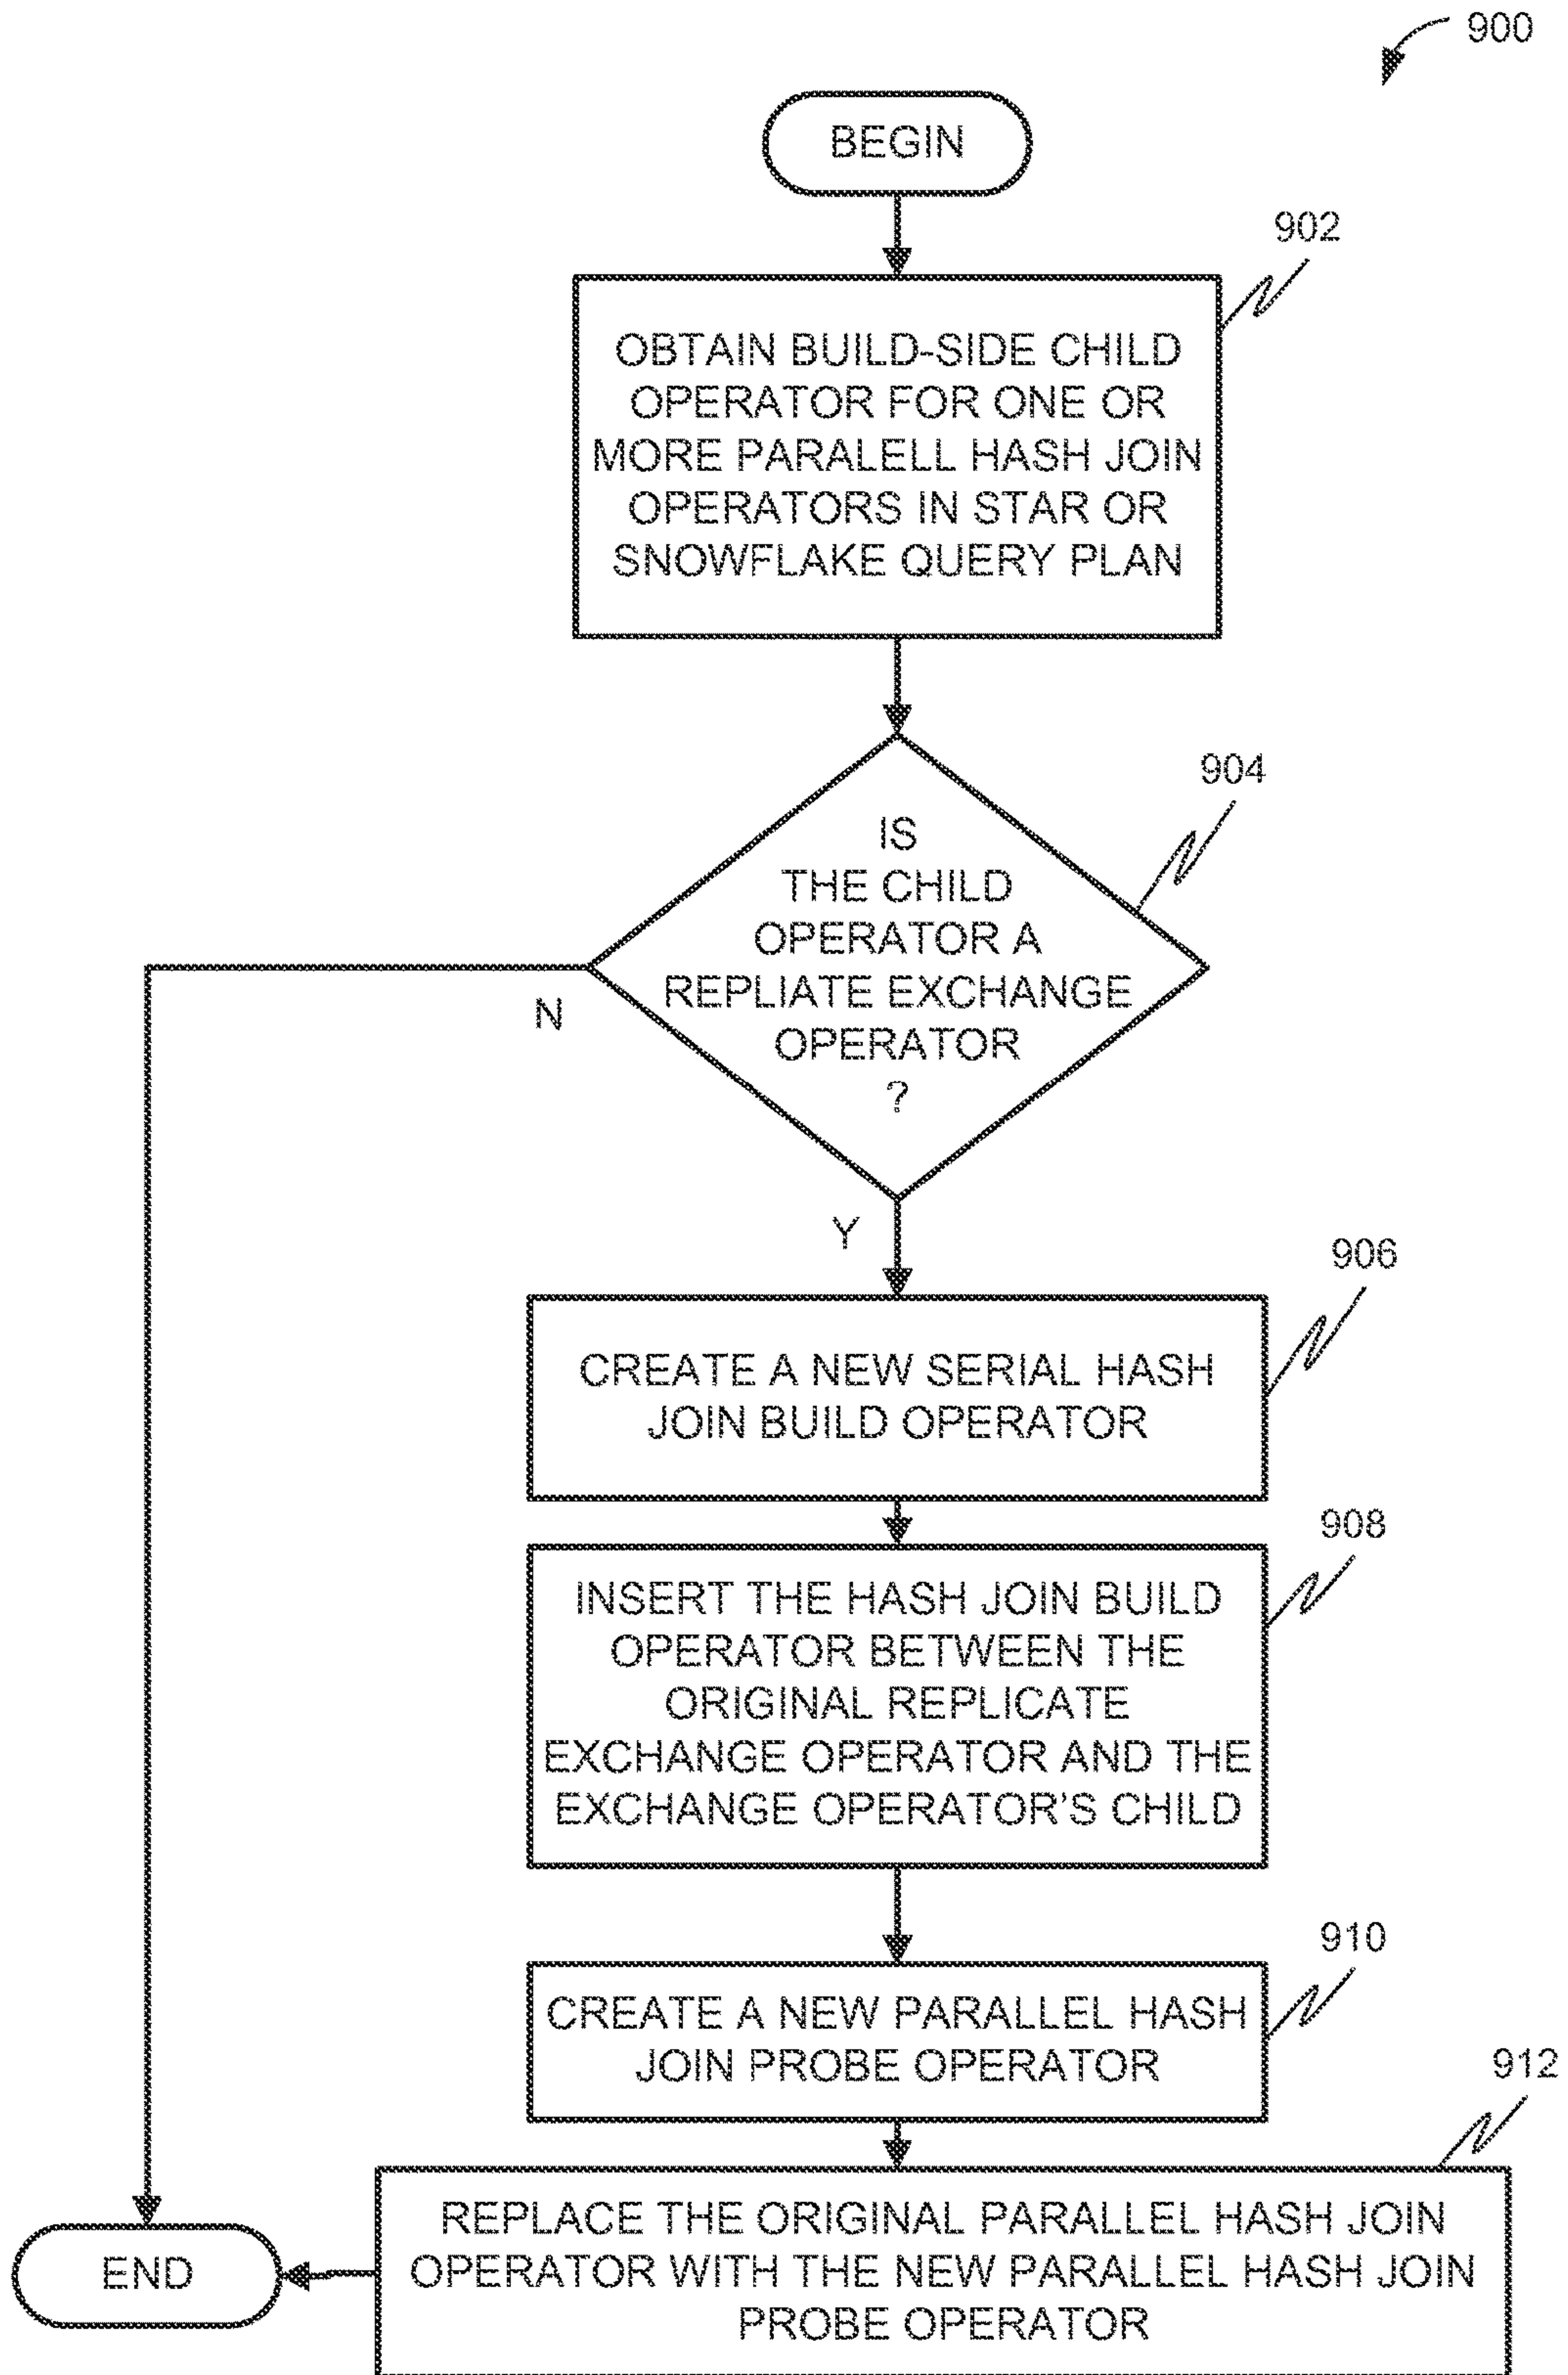 900
BEGIN
902
OBTAIN BUILD-SIDE CHILD
OPERATOR FOR ONE OR
MORE PARALELL HASH JOIN
OPERATORS IN STAR OR
SNOWFLAKE QUERY PLAN
904
IS
THE CHILD
OPERATOR A
REPLIATE EXCHANGE
OPERATOR
?
N
Y
906
CREATE A NEW SERIAL HASH
JOIN BUILD OPERATOR
908
INSERT THE HASH JOIN BUILD
OPERATOR BETWEEN THE
ORIGINAL REPLICATE
EXCHANGE OPERATOR AND THE
EXCHANGE OPERATOR'S CHILD
910
CREATE A NEW PARALLEL HASH
JOIN PROBE OPERATOR
912
REPLACE THE ORIGINAL PARALLEL HASH JOIN
OPERATOR WITH THE NEW PARALLEL HASH JOIN
PROBE OPERATOR
END